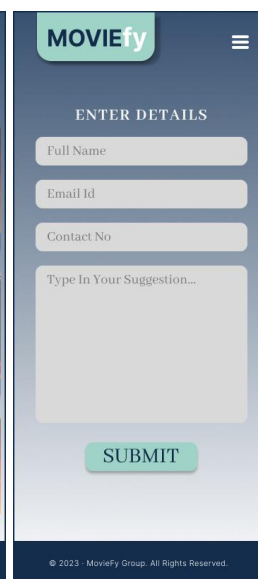 MOVIEfy
ENTER DETAILS
Full Name
Email Id
Contact No
Type In Your Suggestion...
SUBMIT
© 2023 · MovieFy Group. All Rights Reserved.